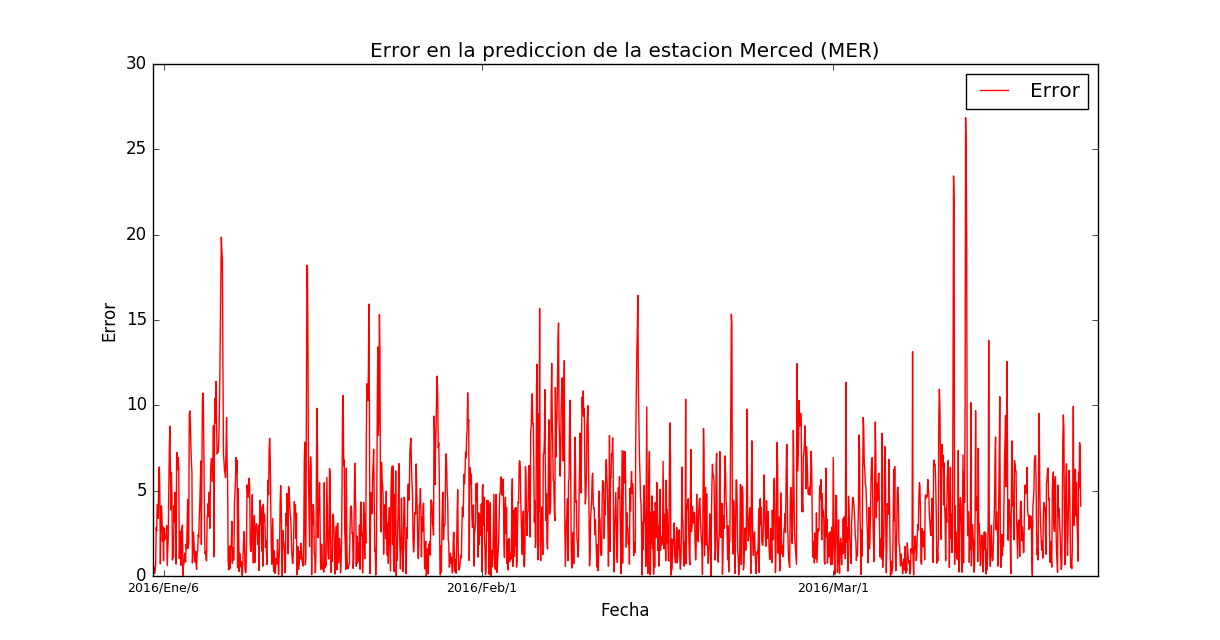 Error en la prediccion de la estacion Merced (MER)
30
Error
25
20
15
10
5
0
Error
2016/Ene/6
2016/Feb/1
2016/Mar/1
Fecha